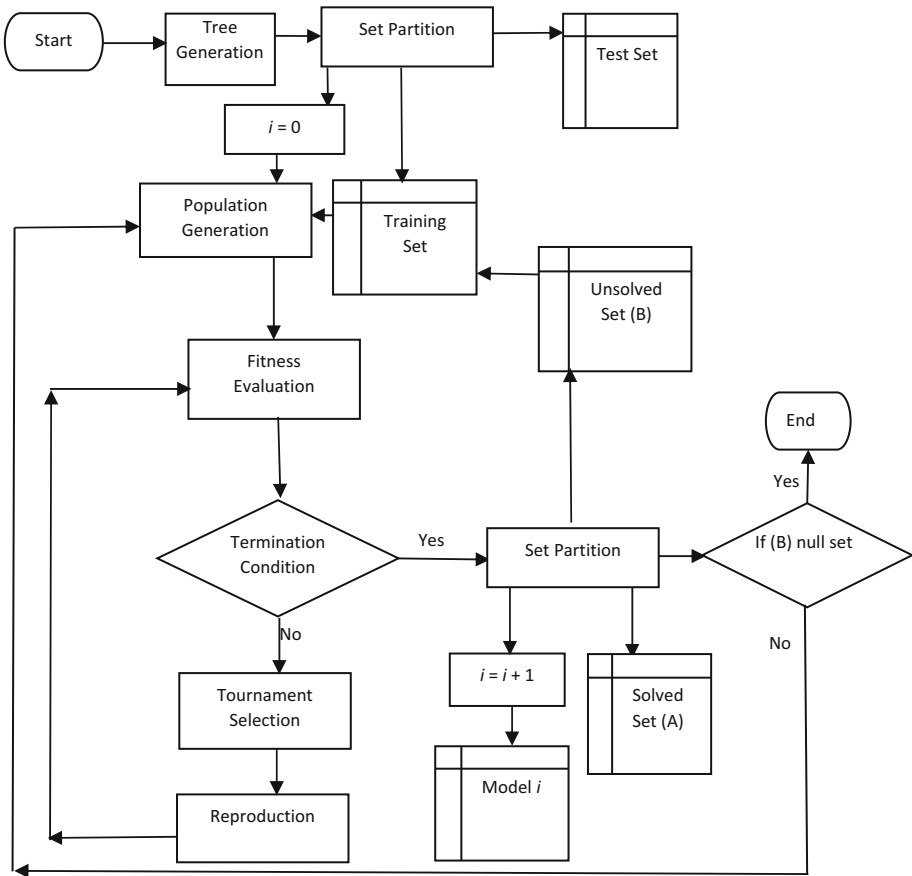 Start
Tree
Generation
Set Partition
Test Set
i = 0
Population
Generation
Training
Set
Unsolved
Set (B)
Fitness
Evaluation
End
Yes
Termination
Condition
Yes
Set Partition
If (B) null set
No
No
Tournament
Selection
i = i + 1
Solved
Set (A)
Model i
Reproduction